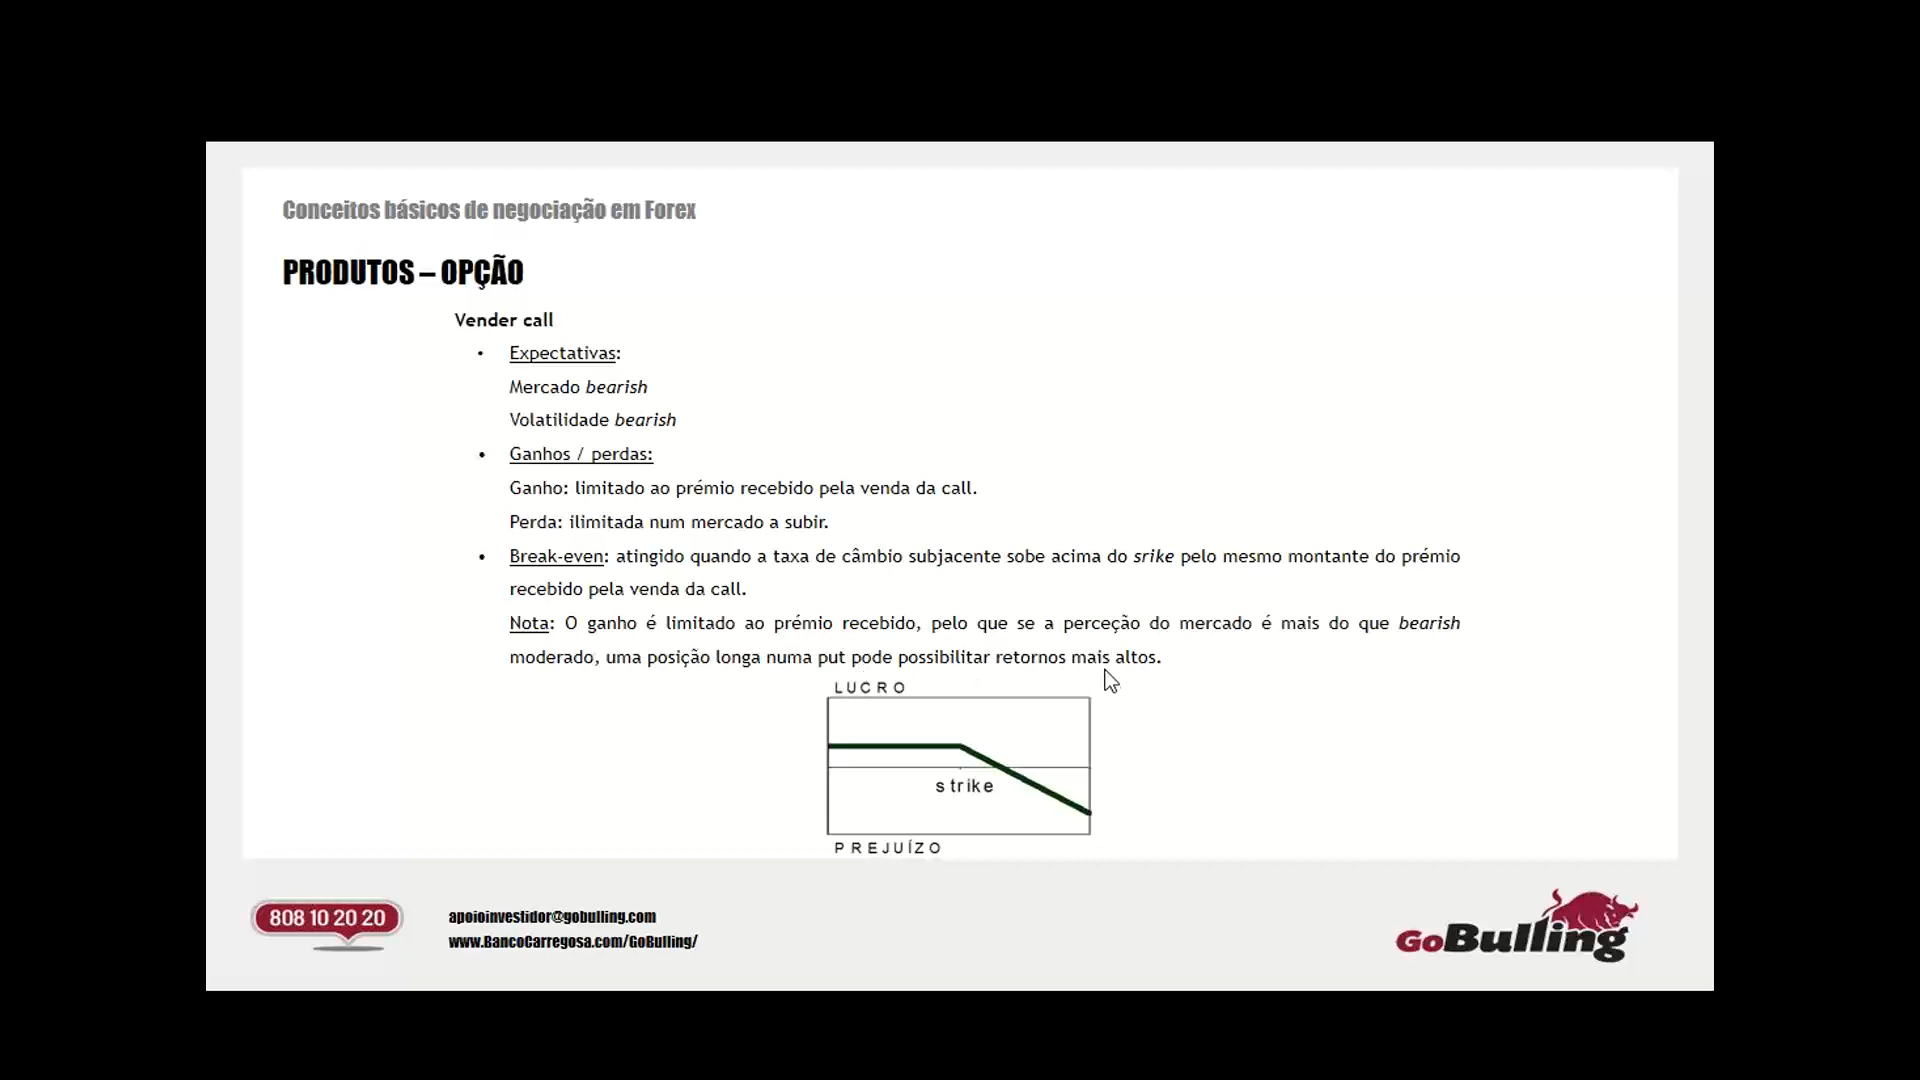 Conceitos básicos de negociação em Forex
PRODUTOS – OPÇÃO
Vender call
• Expectativas:
Mercado bearish
Volatilidade bearish
• Ganhos / perdas:
Ganho: limitado ao prémio recebido pela venda da call.
Perda: ilimitada num mercado a subir.
• Break-even: atingido quando a taxa de câmbio subjacente sobe acima do srike pelo mesmo montante do prémio
recebido pela venda da call.
Nota: O ganho é limitado ao prémio recebido, pelo que se a perceção do mercado é mais do que bearish
moderado, uma posição longa numa put pode possibilitar retornos mais altos.
LUCRO
strike
PREJUÍZO
808 10 20 20
apoioinvestidor@gobulling.com
www.BancoCarregosa.com/GoBulling/
GoBulling